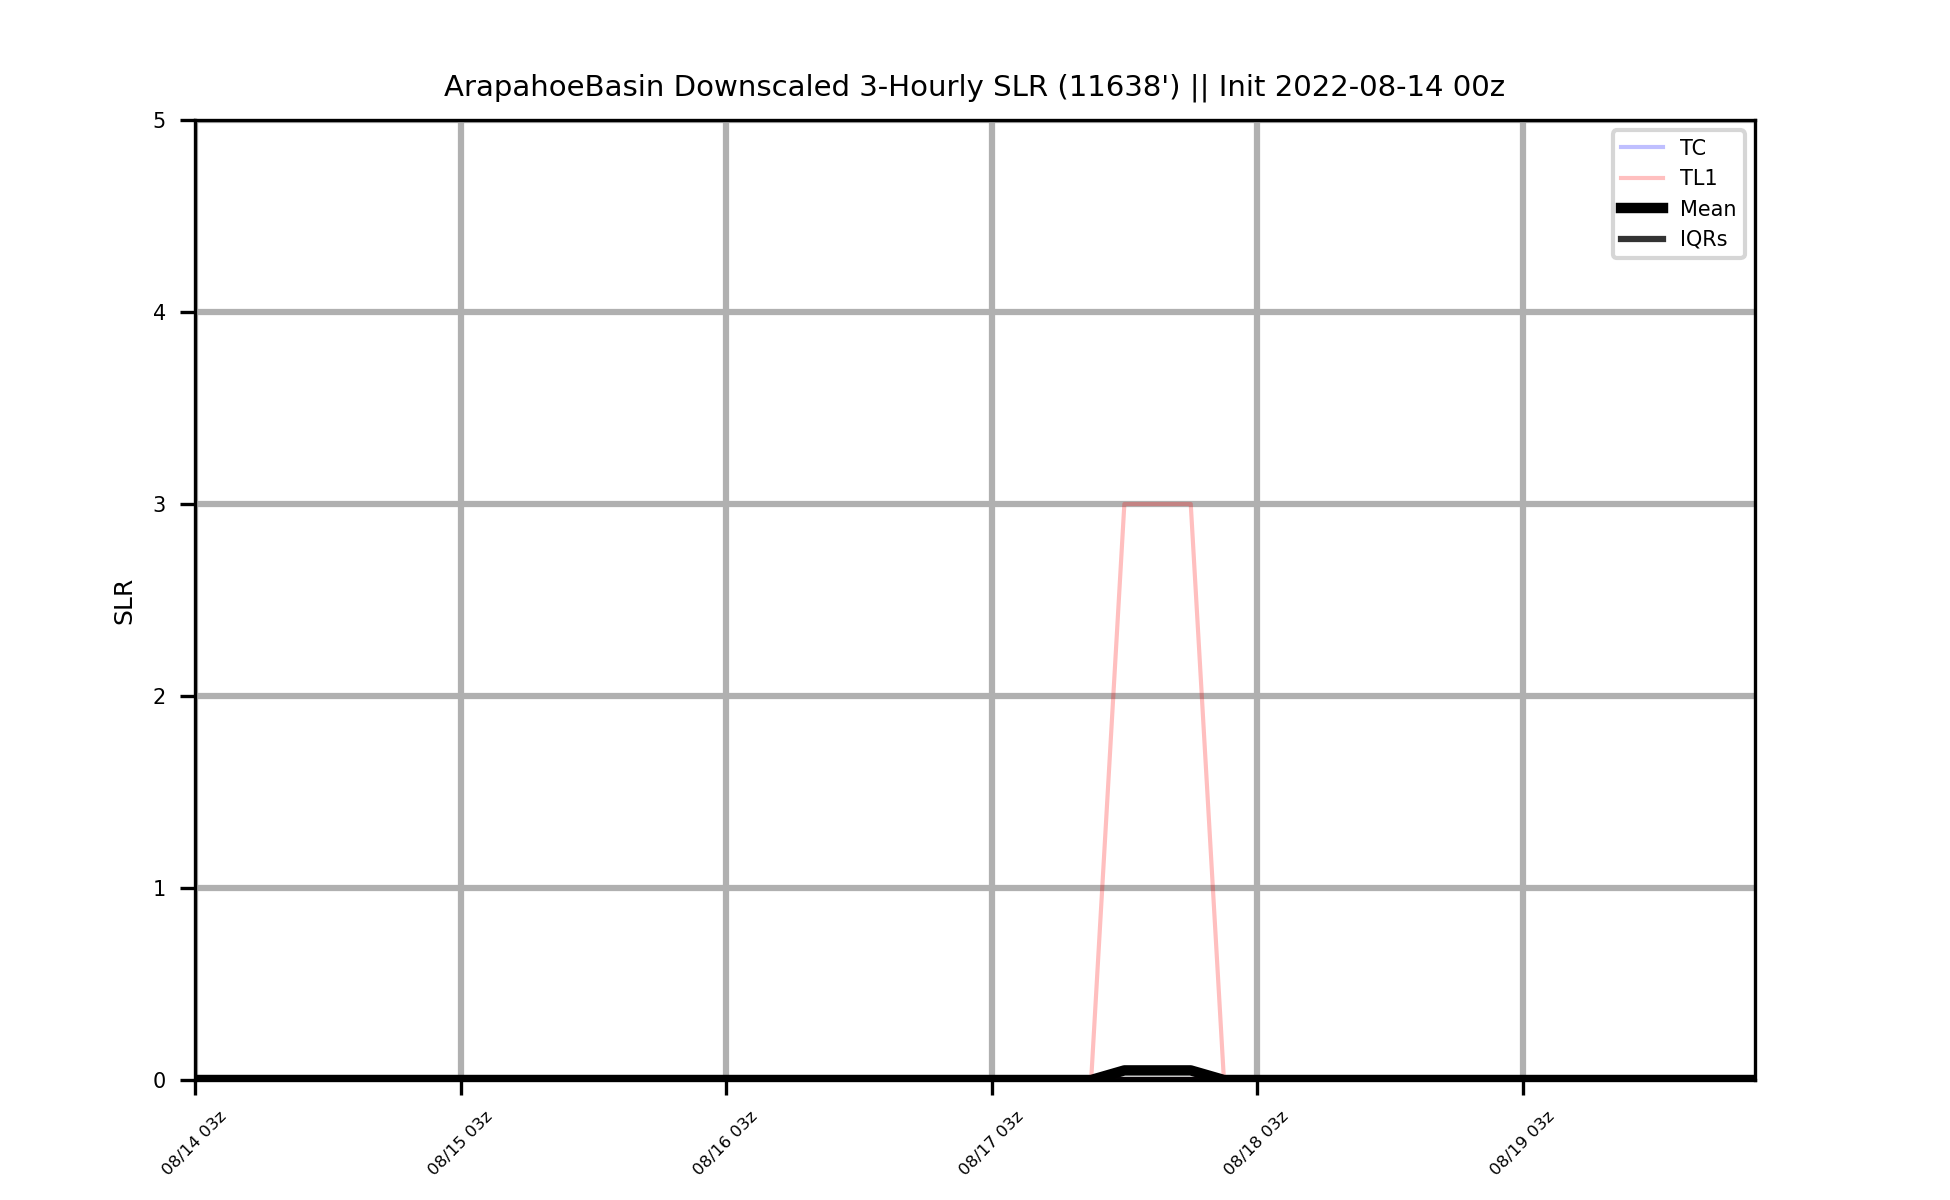 ArapahoeBasin Downscaled 3-Hourly SLR (11638') || Init 2022-08-14 00z
TC
TL1
Mean
IQRs
5
4
3
2
1
0
SLR
08/14 03z
08/15 03z
08/16 03z
08/17 03z
08/18 03z
08/19 03z